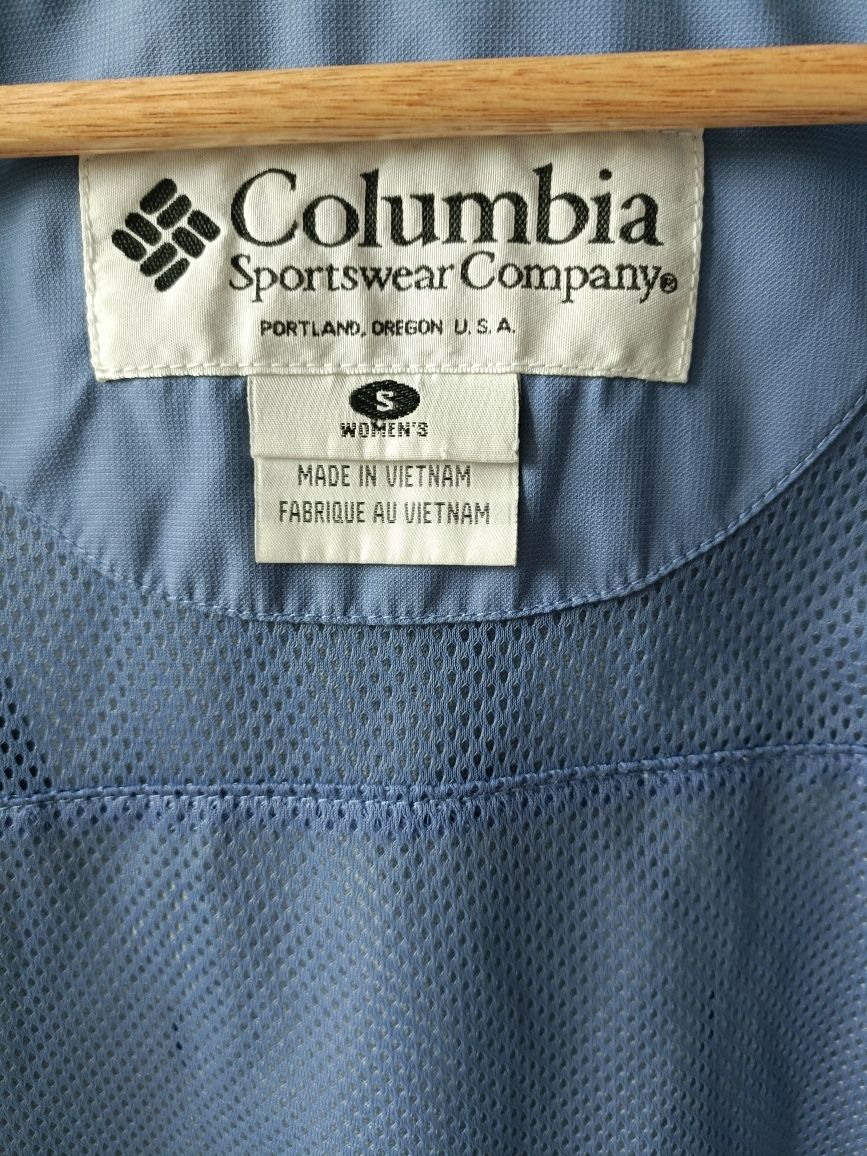 Columbia
Sportswear Company®
PORTLAND, OREGON U.S.A.
S
WOMEN'S
MADE IN VIETNAM
FABRIQUE AU VIETNAM